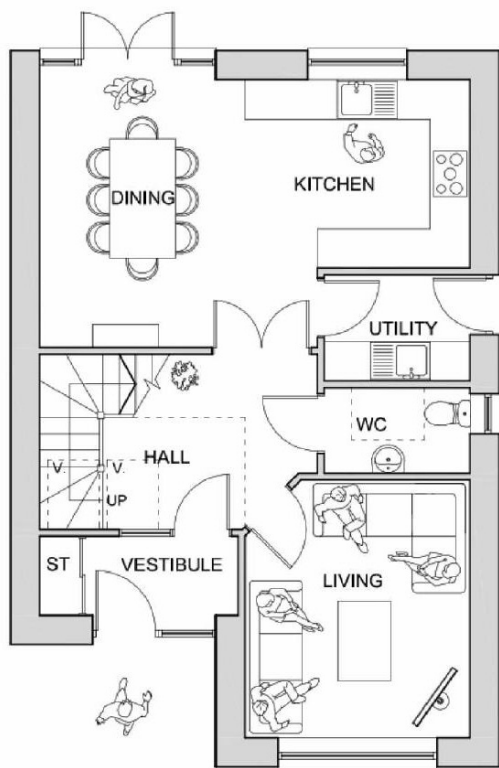 DINING
KITCHEN
UTILITY
WC
HALL
V.
V.
UP
ST
VESTIBULE
LIVING